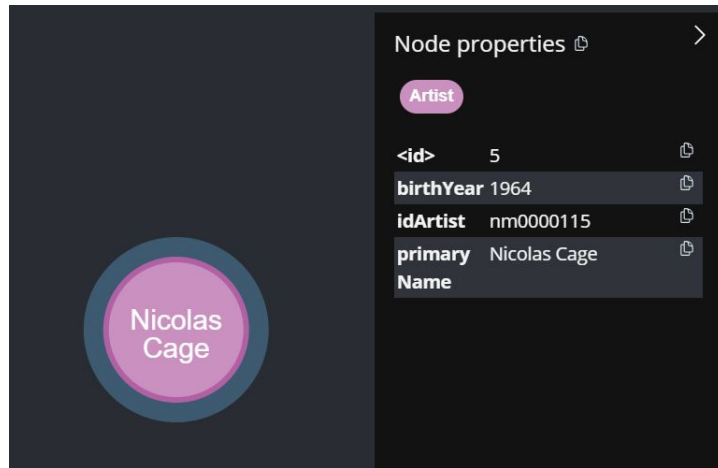 Node properties
Artist
<id> 5
birthYear 1964
idArtist nm0000115
primary Nicolas Cage
Name
Nicolas
Cage